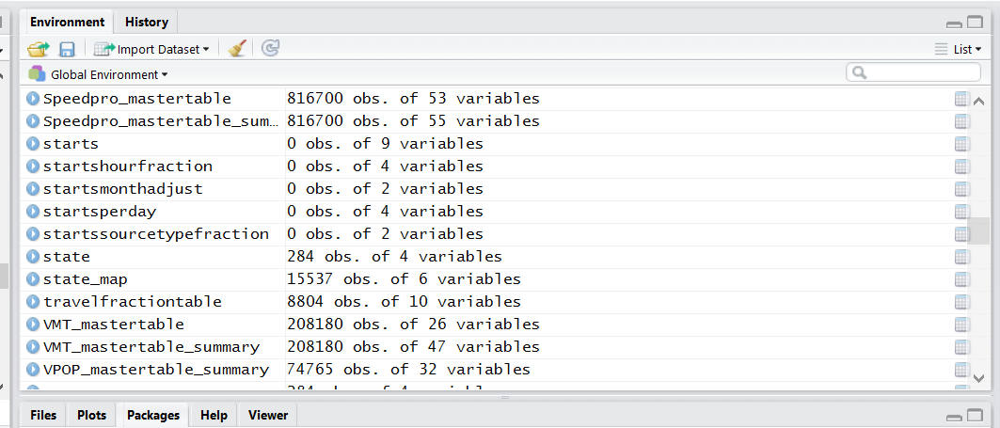 Environment History
Import Dataset List
Global Environment
Speedpro_mastertable 816700 obs. of 53 variables
Speedpro_mastertable_sum… 816700 obs. of 55 variables
starts 0 obs. of 9 variables
startshourfraction 0 obs. of 4 variables
startsmonthadjust 0 obs. of 2 variables
startsperday 0 obs. of 4 variables
startssourcetypefraction 0 obs. of 2 variables
state 284 obs. of 4 variables
state_map 15537 obs. of 6 variables
travelfractiontable 8804 obs. of 10 variables
VMT_mastertable 208180 obs. of 26 variables
VMT_mastertable_summary 208180 obs. of 47 variables
VPOP_mastertable_summary 74765 obs. of 32 variables
Files Plots Packages Help Viewer